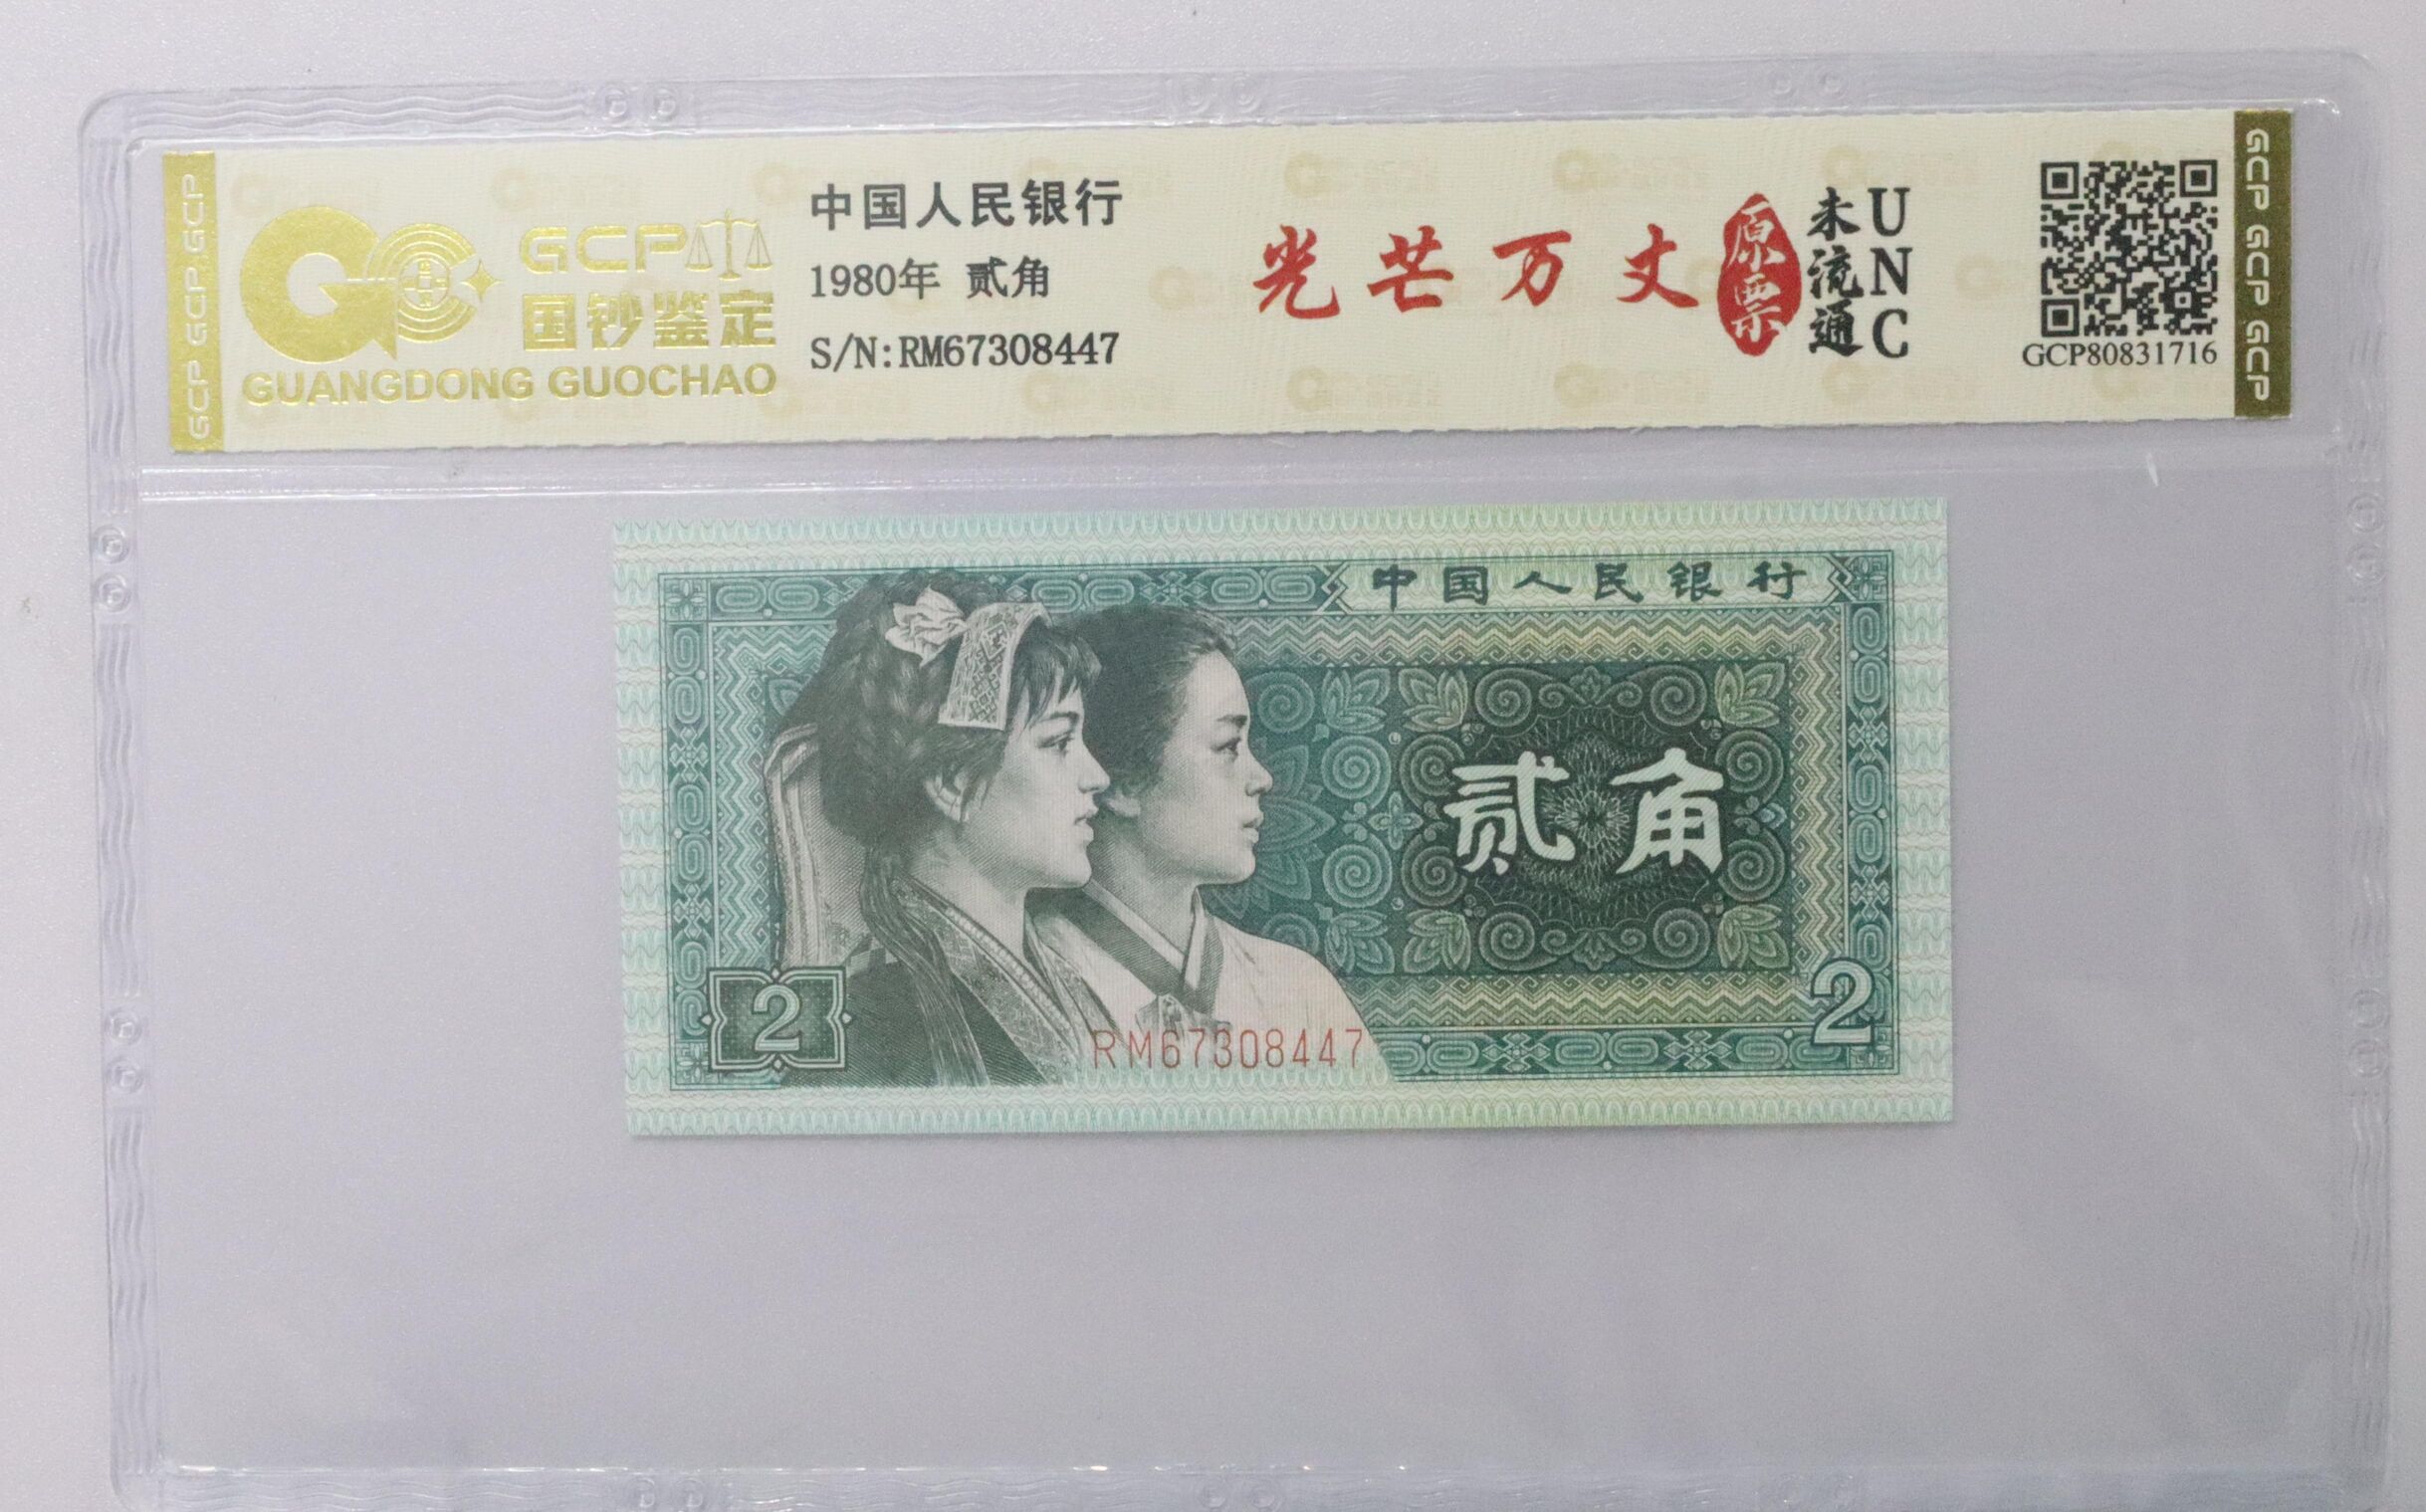 GCP GCP.GCP
GCP
国钞鉴定
GUANGDONG GUOCHAO
中国人民银行
1980年 贰角
S/N:RM67308447
光芒万丈
原票
未流通
UNC
GCP80831716
GCP GCP GCP GCP
中国人民银行
贰角
2
2
RM67308447